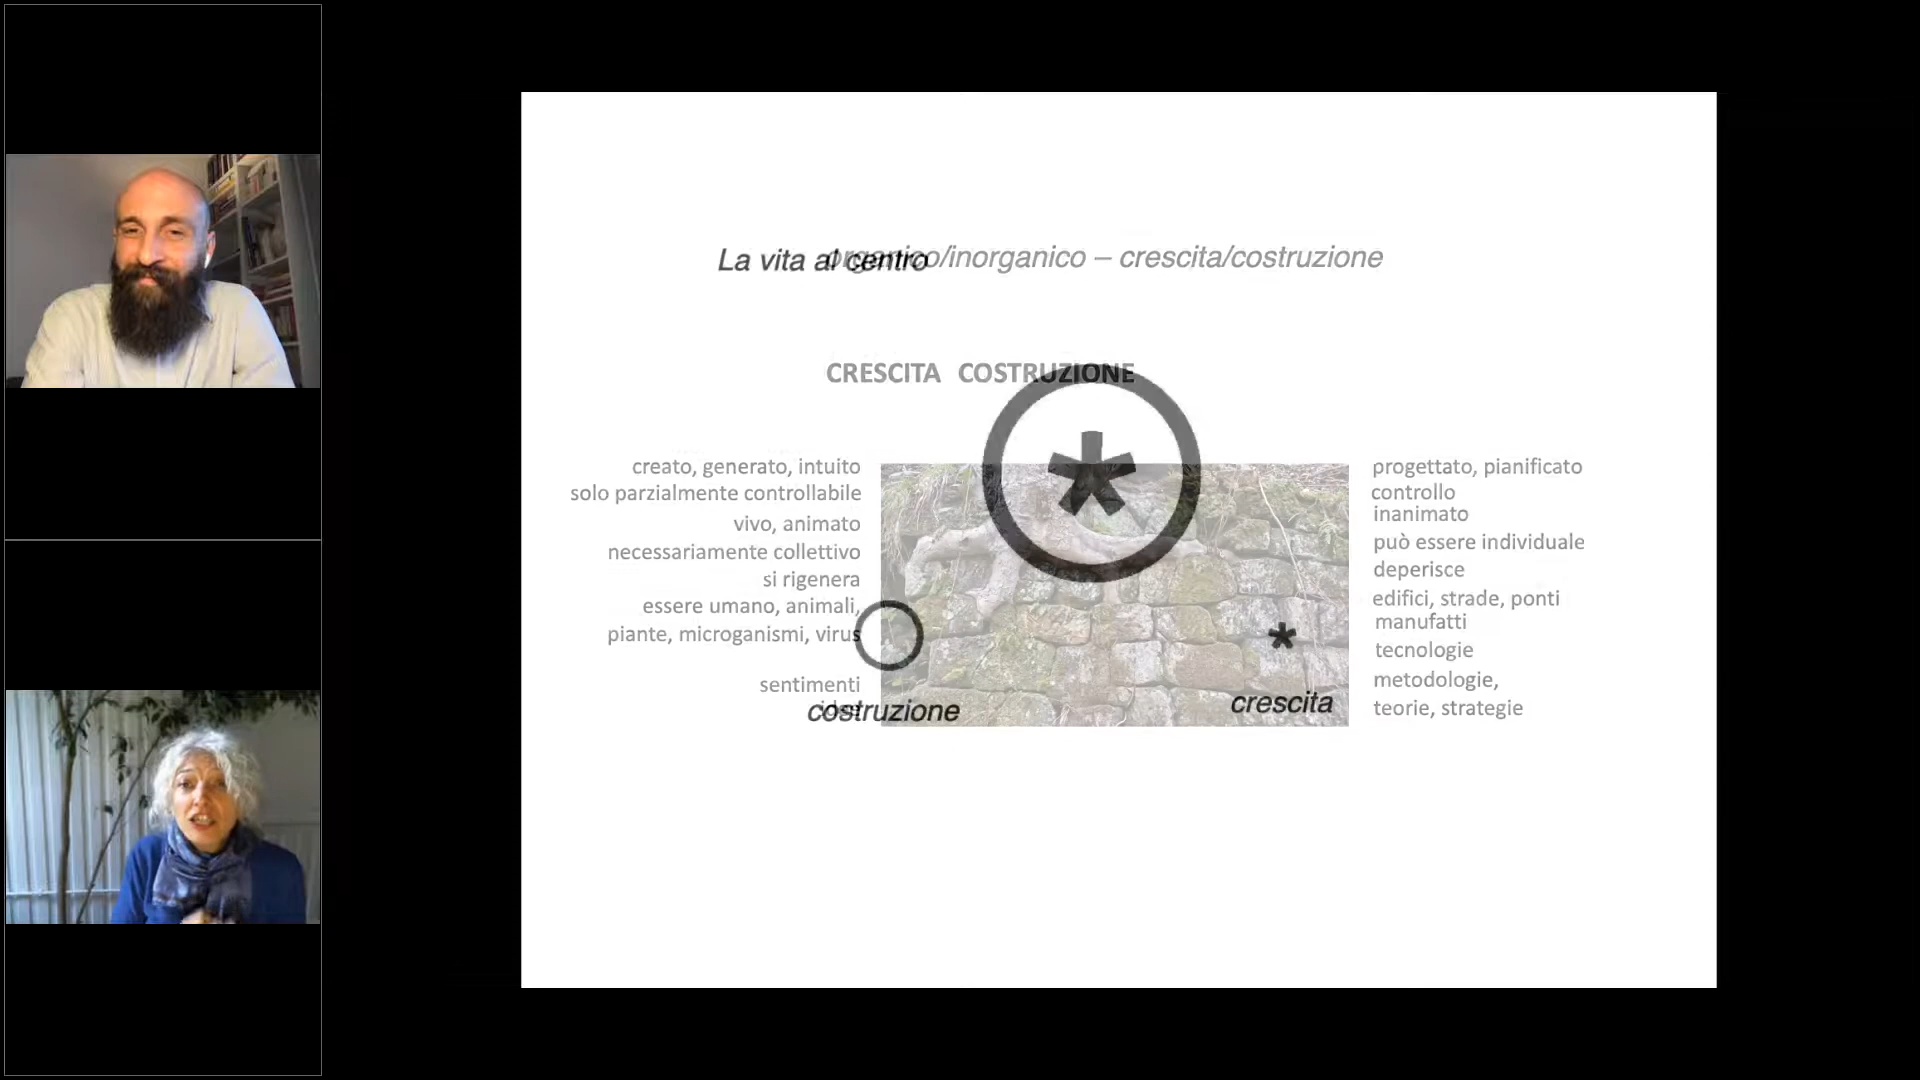 La vita al centro
organico/inorganico – crescita/costruzione
CRESCITA COSTRUZIONE
creato, generato, intuito
solo parzialmente controllabile
vivo, animato
necessariamente collettivo
si rigenera
essere umano, animali,
piante, microganismi, virus
sentimenti
costruzione
crescita
progettato, pianificato
controllo
inanimato
può essere individuale
deperisce
edifici, strade, ponti
manufatti
tecnologie
metodologie,
teorie, strategie